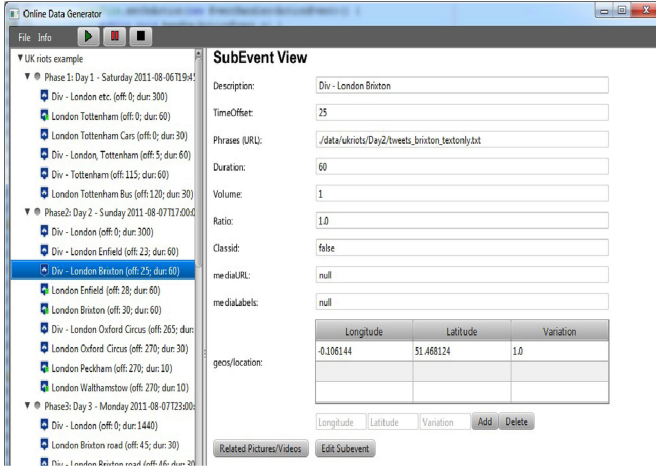 Online Data Generator
File Info
UK riots example
Phase 1: Day 1 - Saturday 2011-08-06T19:45
Div - London etc. (off: 0; dur: 300)
London Tottenham (off: 0; dur: 60)
London Tottenham Cars (off: 0; dur: 30)
Div - London, Tottenham (off: 5; dur: 60)
Div - Tottenham (off: 115; dur: 60)
London Tottenham Bus (off: 120; dur: 30)
Phase2: Day 2 - Sunday 2011-08-07T17:00:0
Div - London (off: 0; dur: 300)
Div - London Enfield (off: 23; dur: 60)
Div - London Brixton (off: 25; dur: 60)
London Enfield (off: 28; dur: 60)
London Brixton (off: 30; dur: 60)
Div - London Oxford Circus (off: 265; dur:
London Oxford Circus (off: 270; dur: 30)
London Peckham (off: 270; dur: 10)
London Walthamstow (off: 270; dur: 10)
Phase3: Day 3 - Monday 2011-08-07T23:00:
Div - London (off: 0; dur: 1440)
London Brixton road (off: 45; dur: 30)
Div - London Brixton road (off: 46; dur: 30
SubEvent View
Description: Div - London Brixton
TimeOffset: 25
Phrases (URL): ./data/ukriots/Day2/tweets_brixton_textonly.txt
Duration: 60
Volume: 1
Ratio: 1.0
Classid: false
mediaURL: null
mediaLabels: null
geos/location:
Longitude Latitude Variation
-0.106144 51.468124 1.0
Longitude Latitude Variation Add Delete
Related Pictures/Videos Edit Subevent